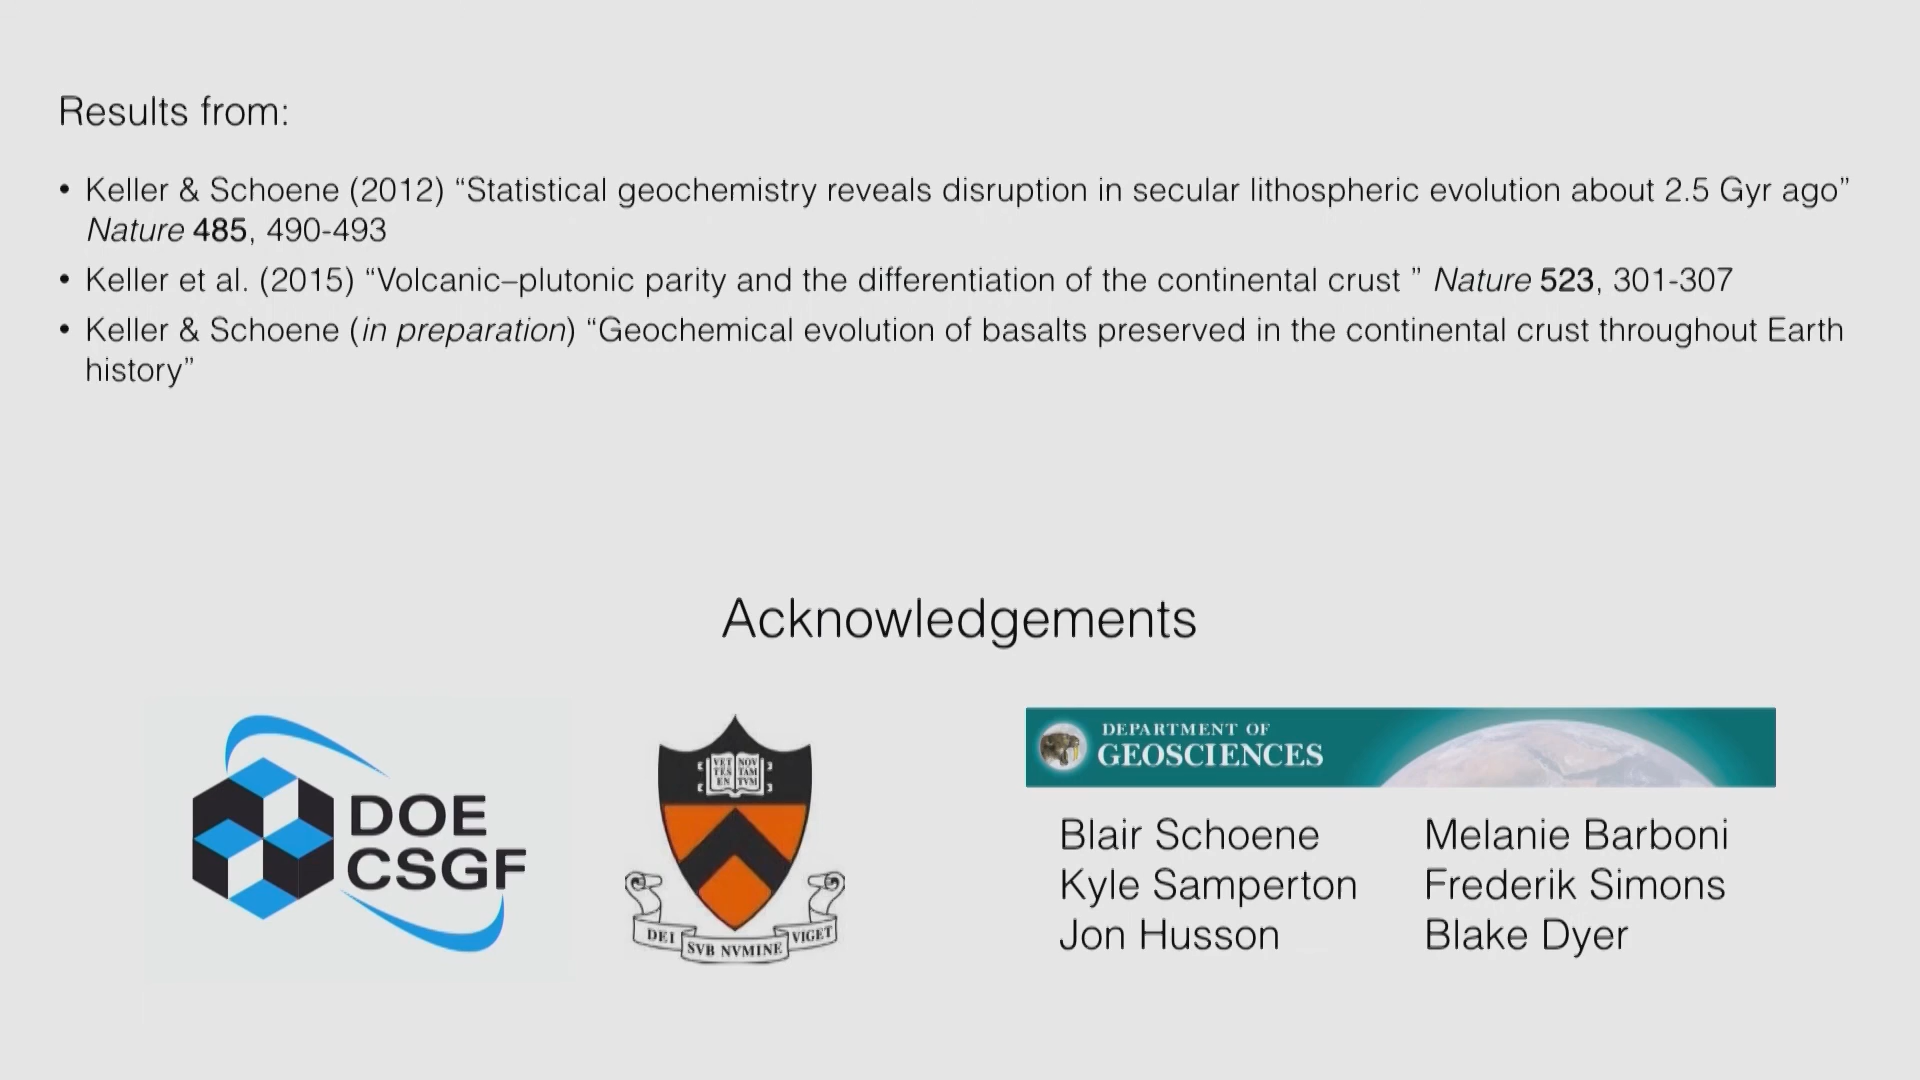 Results from:
• Keller & Schoene (2012) “Statistical geochemistry reveals disruption in secular lithospheric evolution about 2.5 Gyr ago”
Nature 485, 490-493
• Keller et al. (2015) “Volcanic–plutonic parity and the differentiation of the continental crust ” Nature 523, 301-307
• Keller & Schoene (in preparation) “Geochemical evolution of basalts preserved in the continental crust throughout Earth
history”
Acknowledgements
DOE
CSGF
VET NOV
TES TAM
EN TVM
DEI SVB NVMINE VIGET
DEPARTMENT OF
GEOSCIENCES
Blair Schoene
Kyle Samperton
Jon Husson
Melanie Barboni
Frederik Simons
Blake Dyer